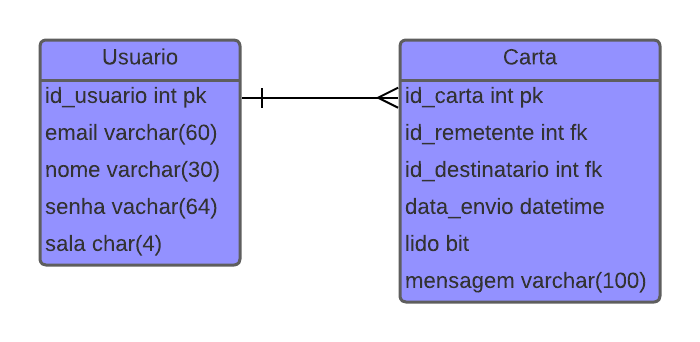 Usuario
id_usuario int pk
email varchar(60)
nome varchar(30)
senha vachar(64)
sala char(4)
Carta
id_carta int pk
id_remetente int fk
id_destinatario int fk
data_envio datetime
lido bit
mensagem varchar(100)